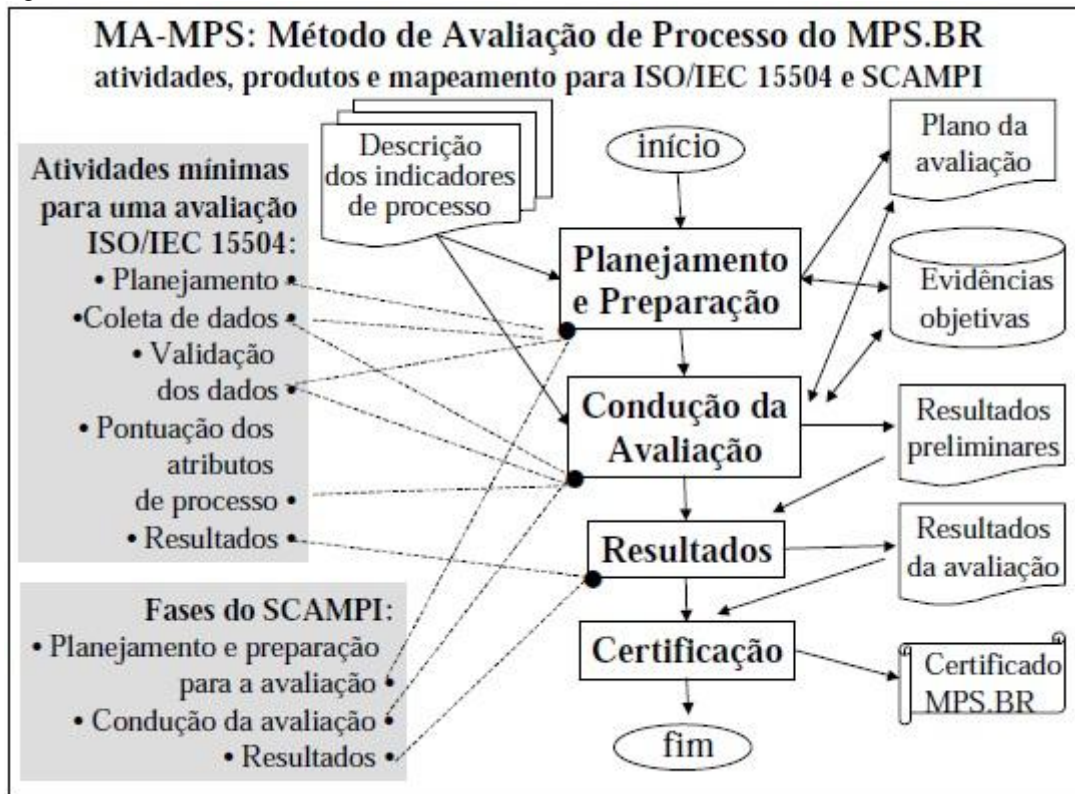 MA-MPS: Método de Avaliação de Processo do MPS.BR
atividades, produtos e mapeamento para ISO/IEC 15504 e SCAMPI
Descrição
dos indicadores
de processo
início
Plano da
avaliação
Atividades mínimas
para uma avaliação
ISO/IEC 15504:
• Planejamento •
•Coleta de dados •
• Validação
dos dados •
• Pontuação dos
atributos
de processo •
• Resultados •
Planejamento
e Preparação
Evidências
objetivas
Condução da
Avaliação
Resultados
preliminares
Resultados
Resultados
da avaliação
Fases do SCAMPI:
• Planejamento e preparação
para a avaliação •
• Condução da avaliação •
• Resultados •
Certificação
Certificado
MPS.BR
fim